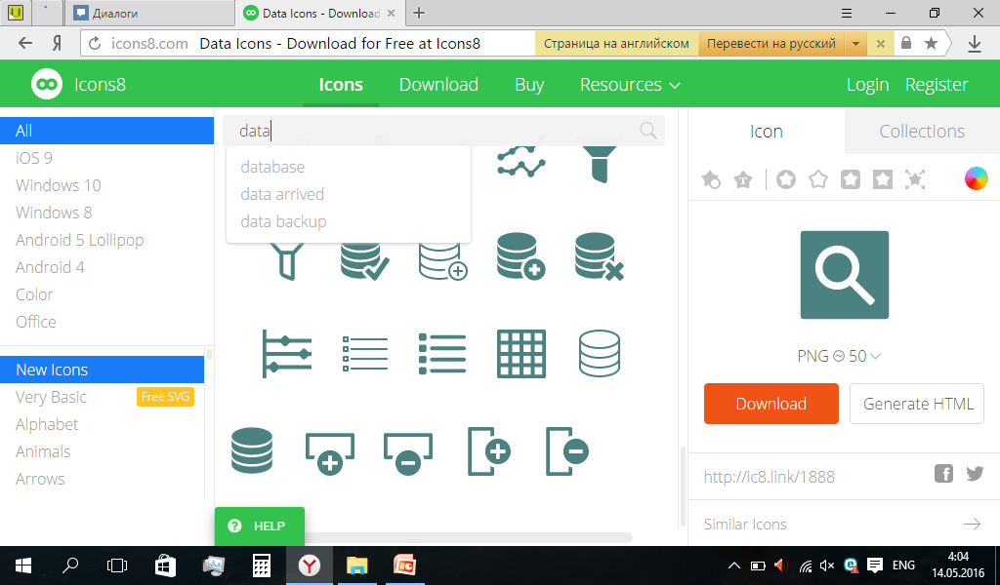 Диалоги
Data Icons - Download
icons8.com Data Icons - Download for Free at Icons8
Страница на английском
Перевести на русский
Icons8
Icons
Download
Buy
Resources
Login
Register
All
iOS 9
Windows 10
Windows 8
Android 5 Lollipop
Android 4
Color
Office
New Icons
Very Basic
Free SVG
Alphabet
Animals
Arrows
data
database
data arrived
data backup
? HELP
Icon
Collections
T
PNG
50
Download
Generate HTML
http://ic8.link/1888
Similar Icons
ENG
4:04
14.05.2016